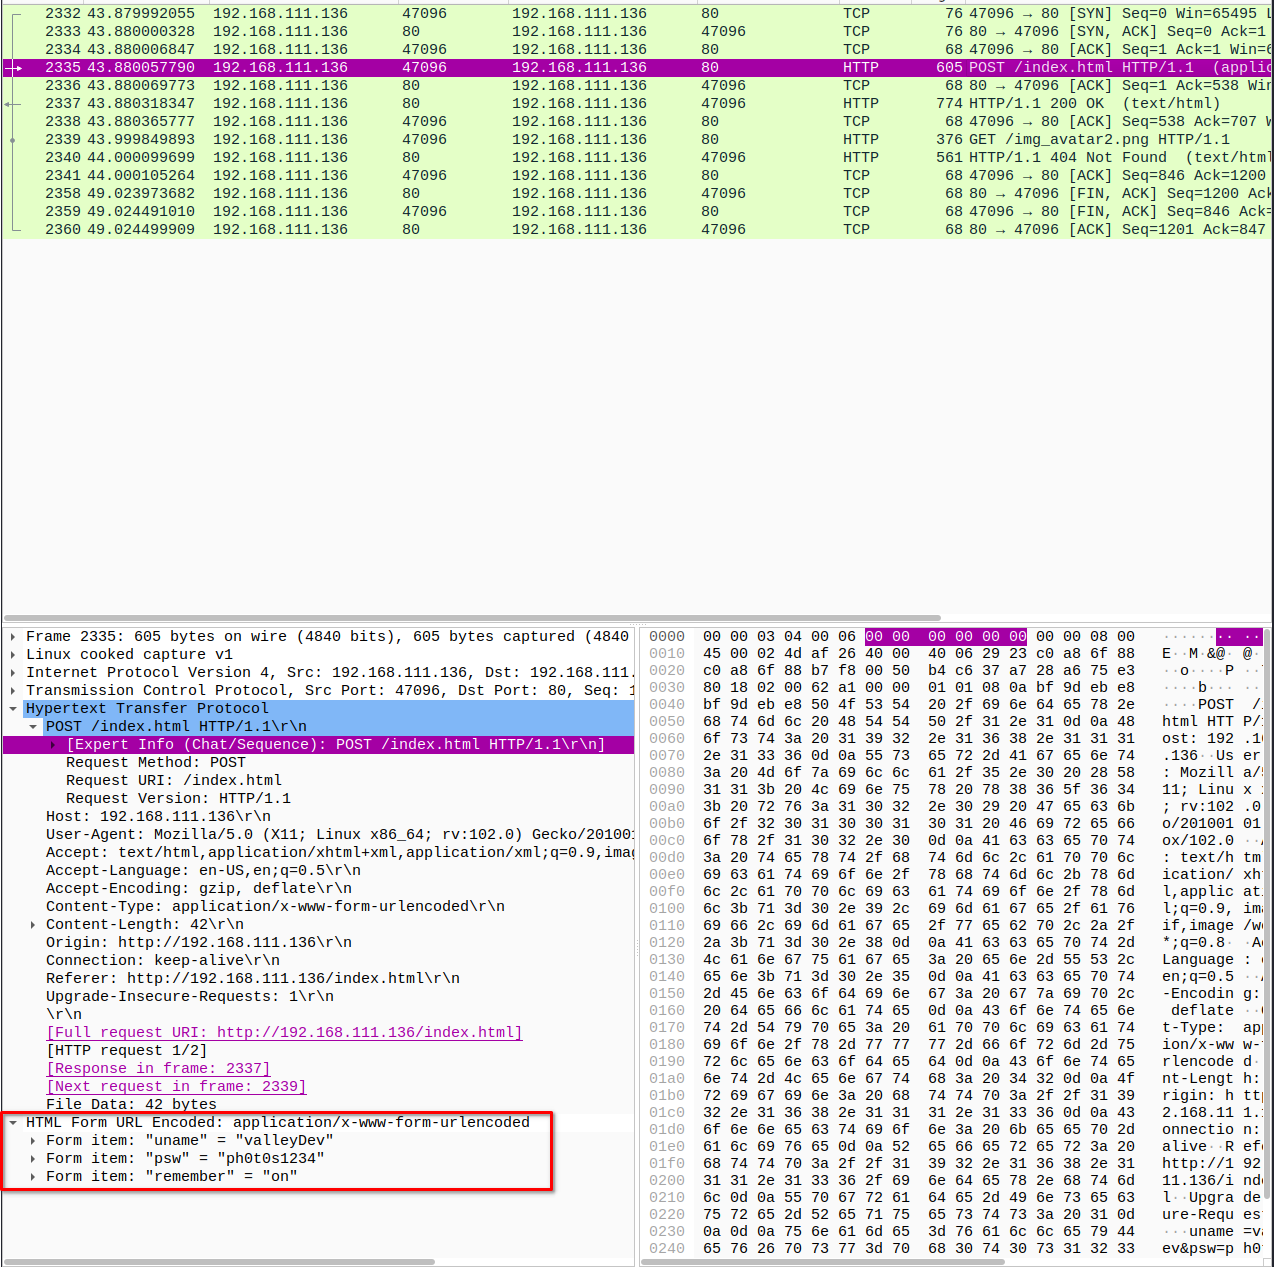 2332 43.879992055 192.168.111.136 47096 192.168.111.136 80 TCP 76 47096 → 80 [SYN] Seq=0 Win=65495
2333 43.880000328 192.168.111.136 80 192.168.111.136 47096 TCP 76 80 → 47096 [SYN, ACK] Seq=0 Ack=1
2334 43.880006847 192.168.111.136 47096 192.168.111.136 80 TCP 68 47096 → 80 [ACK] Seq=1 Ack=1
2335 43.880057790 192.168.111.136 47096 192.168.111.136 80 HTTP 605 POST /index.html HTTP/1.1 (applic
2336 43.880069773 192.168.111.136 80 192.168.111.136 47096 TCP 68 80 → 47096 [ACK] Seq=1 Ack=538 Win
2337 43.880318347 192.168.111.136 80 192.168.111.136 47096 HTTP 774 HTTP/1.1 200 OK (text/html)
2338 43.880365777 192.168.111.136 47096 192.168.111.136 80 TCP 68 47096 → 80 [ACK] Seq=538 Ack=707 W
2339 43.999849893 192.168.111.136 47096 192.168.111.136 80 HTTP 376 GET /img_avatar2.png HTTP/1.1
2340 44.000099699 192.168.111.136 80 192.168.111.136 47096 HTTP 561 HTTP/1.1 404 Not Found (text/html
2341 44.000105264 192.168.111.136 47096 192.168.111.136 80 TCP 68 47096 → 80 [ACK] Seq=846 Ack=1200
2358 49.023973682 192.168.111.136 80 192.168.111.136 47096 TCP 68 80 → 47096 [FIN, ACK] Seq=1200 Ack
2359 49.024491010 192.168.111.136 47096 192.168.111.136 80 TCP 68 47096 → 80 [FIN, ACK] Seq=846 Ack=
2360 49.024499909 192.168.111.136 80 192.168.111.136 47096 TCP 68 80 → 47096 [ACK] Seq=1201 Ack=847
Frame 2335: 605 bytes on wire (4840 bits), 605 bytes captured (4840
Linux cooked capture v1
Internet Protocol Version 4, Src: 192.168.111.136, Dst: 192.168.111.
Transmission Control Protocol, Src Port: 47096, Dst Port: 80, Seq: 1
Hypertext Transfer Protocol
POST /index.html HTTP/1.1\r\n
[Expert Info (Chat/Sequence): POST /index.html HTTP/1.1\r\n]
Request Method: POST
Request URI: /index.html
Request Version: HTTP/1.1
Host: 192.168.111.136\r\n
User-Agent: Mozilla/5.0 (X11; Linux x86_64; rv:102.0) Gecko/201001
Accept: text/html,application/xhtml+xml,application/xml;q=0.9,imag
Accept-Language: en-US,en;q=0.5\r\n
Accept-Encoding: gzip, deflate\r\n
Content-Type: application/x-www-form-urlencoded\r\n
Content-Length: 42\r\n
Origin: http://192.168.111.136\r\n
Connection: keep-alive\r\n
Referer: http://192.168.111.136/index.html\r\n
Upgrade-Insecure-Requests: 1\r\n
\r\n
[Full request URI: http://192.168.111.136/index.html]
[HTTP request 1/2]
[Response in frame: 2337]
[Next request in frame: 2339]
File Data: 42 bytes
HTML Form URL Encoded: application/x-www-form-urlencoded
Form item: "uname" = "valleyDev"
Form item: "psw" = "ph0t0s1234"
Form item: "remember" = "on"
0000 00 00 03 04 00 06 00 00 00 00 00 00 00 00 08 00 ········ ·· ··
0010 45 00 02 4d af 26 40 00 40 06 29 23 c0 a8 6f 88 E··M·&@· @·
0020 c0 a8 6f 88 b7 f8 00 50 b4 c6 37 a7 28 a6 75 e3 ··o····P
0030 80 18 02 00 62 a1 00 00 01 01 08 0a bf 9d eb e8 ····b···
0040 bf 9d eb e8 50 4f 53 54 20 2f 69 6e 64 65 78 2e ····POST /i
0050 68 74 6d 6c 20 48 54 54 50 2f 31 2e 31 0d 0a 48 html HTT P/1
0060 6f 73 74 3a 20 31 39 32 2e 31 36 38 2e 31 31 31 ost: 192 .16
0070 2e 31 33 36 0d 0a 55 73 65 72 2d 41 67 65 6e 74 .136··Us er-
0080 3a 20 4d 6f 7a 69 6c 6c 61 2f 35 2e 30 20 28 58 : Mozill a/5
0090 31 31 3b 20 4c 69 6e 75 78 20 78 38 36 5f 36 34 11; Linu x x
00a0 3b 20 72 76 3a 31 30 32 2e 30 29 20 47 65 63 6b ; rv:102 .0)
00b0 6f 2f 32 30 31 30 30 31 30 31 20 46 69 72 65 66 o/201001 01
00c0 6f 78 2f 31 30 32 2e 30 0d 0a 41 63 63 65 70 74 ox/102.0 ··A
00d0 3a 20 74 65 78 74 2f 68 74 6d 6c 2c 61 70 70 6c : text/h tml
00e0 69 63 61 74 69 6f 6e 2f 78 68 74 6d 6c 2b 78 6d ication/ xht
00f0 6c 2c 61 70 70 6c 69 63 61 74 69 6f 6e 2f 78 6d l,applic ati
0100 6c 3b 71 3d 30 2e 39 2c 69 6d 61 67 65 2f 61 76 l;q=0.9, ima
0110 69 66 2c 69 6d 61 67 65 2f 77 65 62 70 2c 2a 2f if,image /we
0120 2a 3b 71 3d 30 2e 38 0d 0a 41 63 63 65 70 74 2d *;q=0.8· ·Ac
0130 4c 61 6e 67 75 61 67 65 3a 20 65 6e 2d 55 53 2c Language : e
0140 65 6e 3b 71 3d 30 2e 35 0d 0a 41 63 63 65 70 74 en;q=0.5 ··A
0150 2d 45 6e 63 6f 64 69 6e 67 3a 20 67 7a 69 70 2c -Encodin g:
0160 20 64 65 66 6c 61 74 65 0d 0a 43 6f 6e 74 65 6e deflate ··C
0170 74 2d 54 79 70 65 3a 20 61 70 70 6c 69 63 61 74 t-Type: app
0180 69 6f 6e 2f 78 2d 77 77 77 2d 66 6f 72 6d 2d 75 ion/x-ww w-f
0190 72 6c 65 6e 63 6f 64 65 64 0d 0a 43 6f 6e 74 65 rlencode d··
01a0 6e 74 2d 4c 65 6e 67 74 68 3a 20 34 32 0d 0a 4f nt-Lengt h:
01b0 72 69 67 69 6e 3a 20 68 74 74 70 3a 2f 2f 31 39 rigin: h ttp
01c0 32 2e 31 36 38 2e 31 31 31 2e 31 33 36 0d 0a 43 2.168.11 1.1
01d0 6f 6e 6e 65 63 74 69 6f 6e 3a 20 6b 65 65 70 2d onnectio n:
01e0 61 6c 69 76 65 0d 0a 52 65 66 65 72 65 72 3a 20 alive··R efe
01f0 68 74 74 70 3a 2f 2f 31 39 32 2e 31 36 38 2e 31 http://1 92.
0200 31 31 2e 31 33 36 2f 69 6e 64 65 78 2e 68 74 6d 11.136/i nde
0210 6c 0d 0a 55 70 67 72 61 64 65 2d 49 6e 73 65 63 l··Upgra de-
0220 75 72 65 2d 52 65 71 75 65 73 74 73 3a 20 31 0d ure-Requ est
0230 0a 0d 0a 75 6e 61 6d 65 3d 76 61 6c 6c 65 79 44 ···uname =va
0240 65 76 26 70 73 77 3d 70 68 30 74 30 73 31 32 33 ev&psw=p h0t